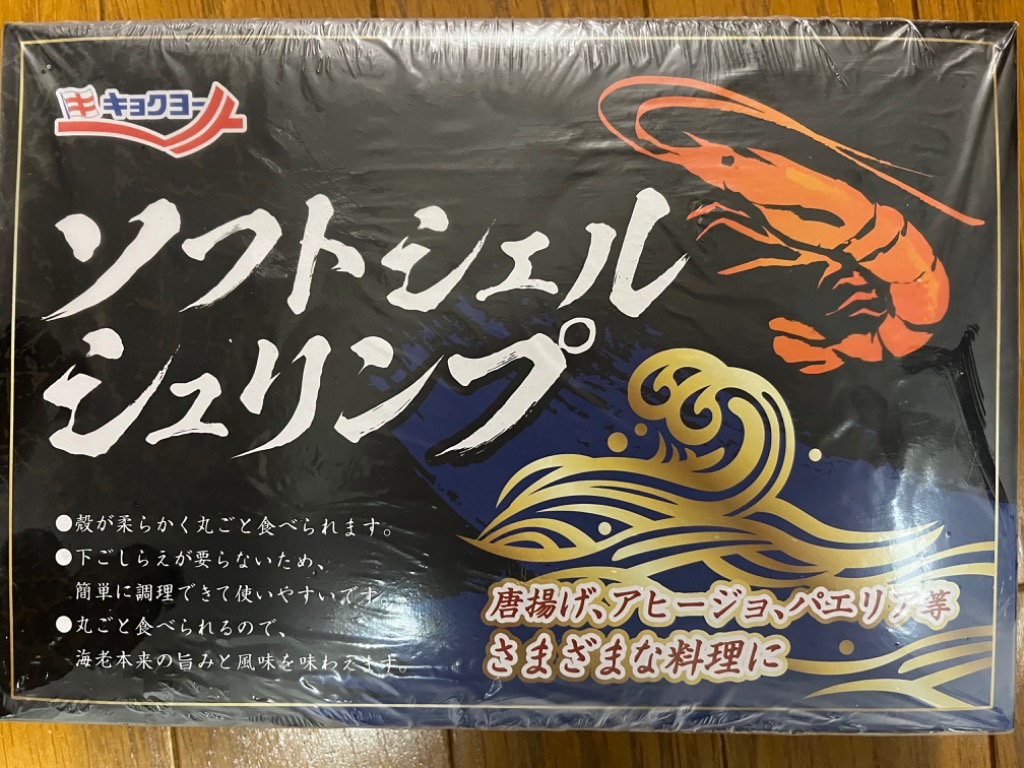 キ キョクヨー
ソフトシェル
シュリンプ
●殻が柔らかく丸ごと食べられます。
●下ごしらえが要らないため、
簡単に調理できて使いやすいです。
●丸ごと食べられるので、
海老本来の旨みと風味を味わえます。
唐揚げ、アヒージョ、パエリア等
さまざまな料理に